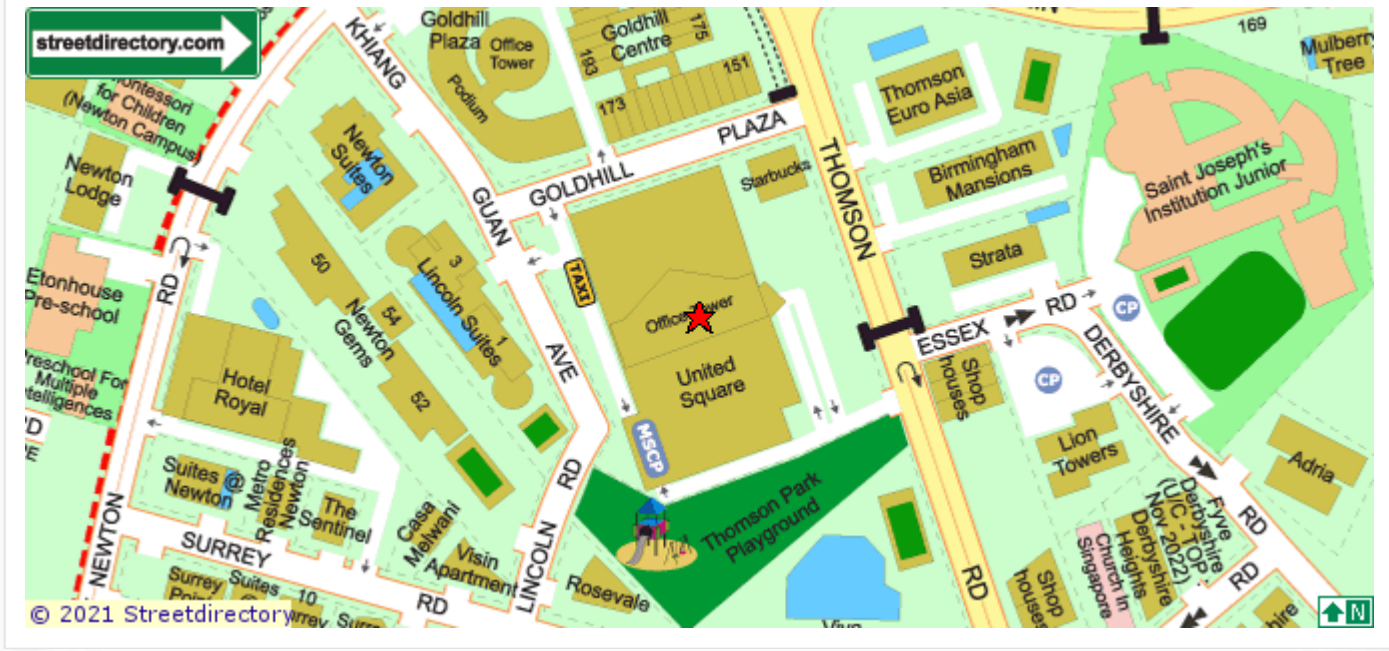 streetdirectory.com
KHIANG
GUAN
AVE
Goldhill
Plaza
Office
Tower
Podium
Goldhill
Centre
193
175
173
151
169
Mulberry
Tree
Montessori
for Children
(Newton Campus)
Newton
Lodge
Newton
Suites
GOLDHILL
PLAZA
Starbucks
THOMSON
RD
Thomson
Euro Asia
Birmingham
Mansions
Strata
Saint Joseph's
Institution Junior
Etonhouse
Pre-school
Preschool For
Multiple
Intelligences
RD
NEWTON
50
54
52
Newton
Gems
3
Lincoln Suites
1
TAXI
Office Tower
United
Square
MSCP
ESSEX
RD
CP
CP
DERBYSHIRE
RD
Shop
houses
Hotel
Royal
Lion
Towers
Adria
Suites @
Newton
Metro
Residences
Newton
The
Sentinel
Casa
Melwani
Visin
Apartment
LINCOLN
RD
SURREY
RD
Surrey
Suites
10
Rosevale
Thomson Park
Playground
Shop
houses
Church In
Singapore
Derbyshire
Heights
Fyve
Derbyshire
(U/C - TOP
Nov 2022)
RD
N
© 2021 Streetdirectory